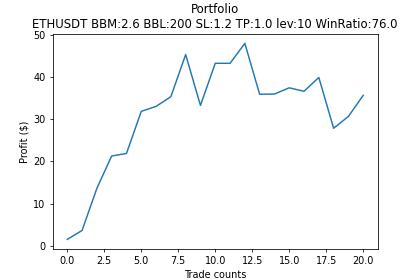 Portfolio
ETHUSDT BBM:2.6 BBL:200 SL:1.2 TP:1.0 lev:10 WinRatio:76.0
50
40
30
20
10
0
Profit ($)
0.0 2.5 5.0 7.5 10.0 12.5 15.0 17.5 20.0
Trade counts